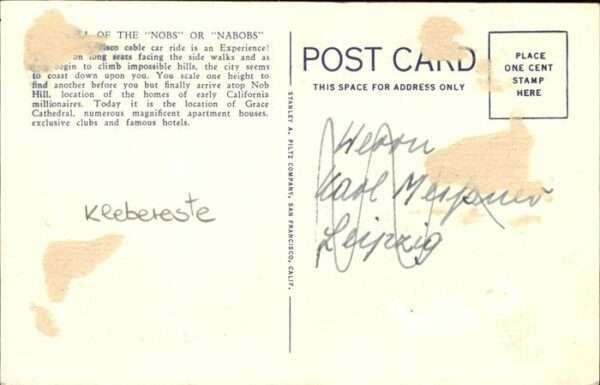 OF THE "NOBS" OR "NABOBS"
cable car ride is an Experience!
on long seats facing the side walks and as
begin to climb impossible hills, the city seems
to coast down upon you. You scale one height to
find another before you but finally arrive atop Nob
Hill, location of the homes of early California
millionaires. Today it is the location of Grace
Cathedral, numerous magnificent apartment houses,
exclusive clubs and famous hotels.
Klebereste
STANLEY A. PILTZ COMPANY, SAN FRANCISCO, CALIF.
POST CARD
THIS SPACE FOR ADDRESS ONLY
PLACE
ONE CENT
STAMP
HERE
Herrn
Karl Meißner
Leipzig